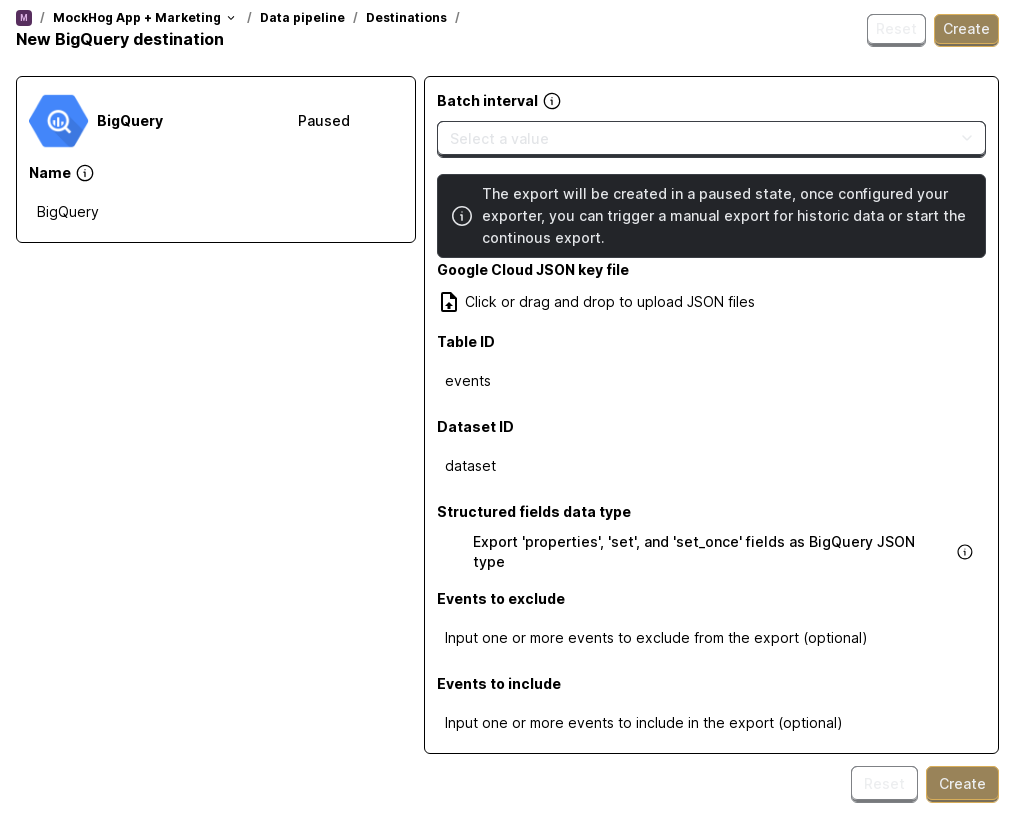 M / MockHog App + Marketing / Data pipeline / Destinations /
New BigQuery destination
Reset
Create
BigQuery
Paused
Name
BigQuery
Batch interval
Select a value
The export will be created in a paused state, once configured your
exporter, you can trigger a manual export for historic data or start the
continous export.
Google Cloud JSON key file
Click or drag and drop to upload JSON files
Table ID
events
Dataset ID
dataset
Structured fields data type
Export 'properties', 'set', and 'set_once' fields as BigQuery JSON
type
Events to exclude
Input one or more events to exclude from the export (optional)
Events to include
Input one or more events to include in the export (optional)
Reset
Create